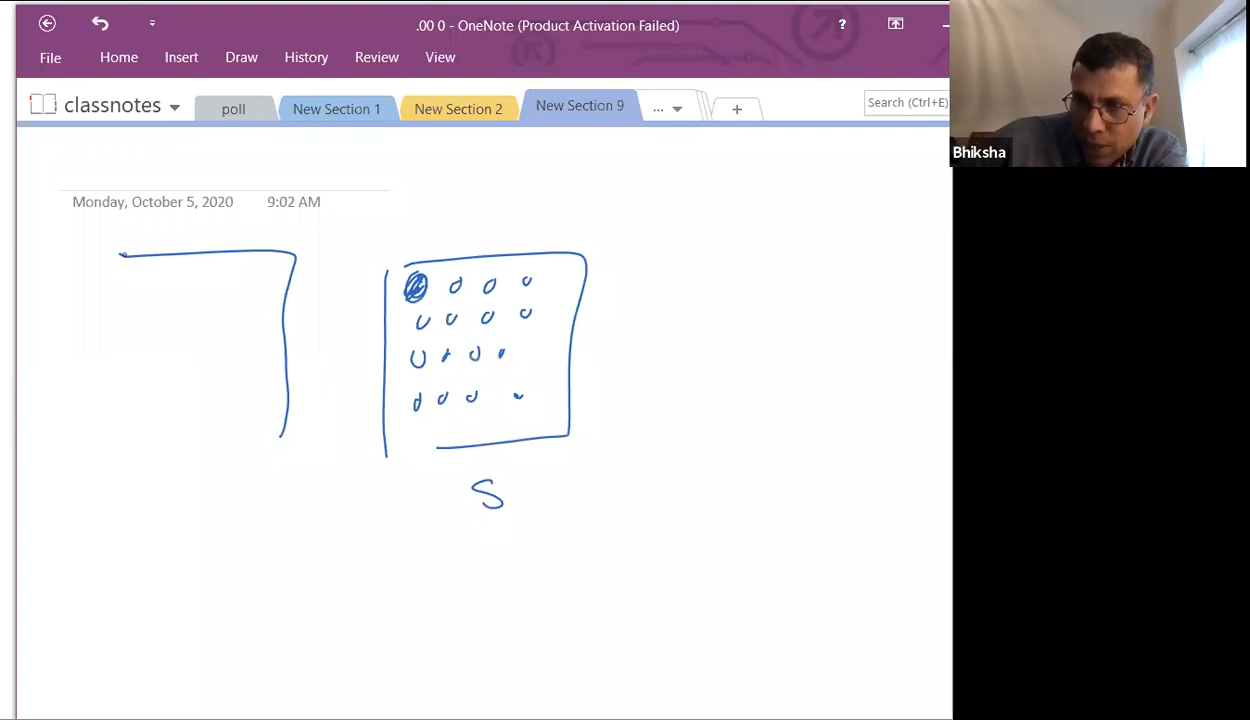 .00 0 - OneNote (Product Activation Failed)
?
File Home Insert Draw History Review View
classnotes poll New Section 1 New Section 2 New Section 9 ... + Search (Ctrl+E)
Bhiksha
Monday, October 5, 2020 9:02 AM
S